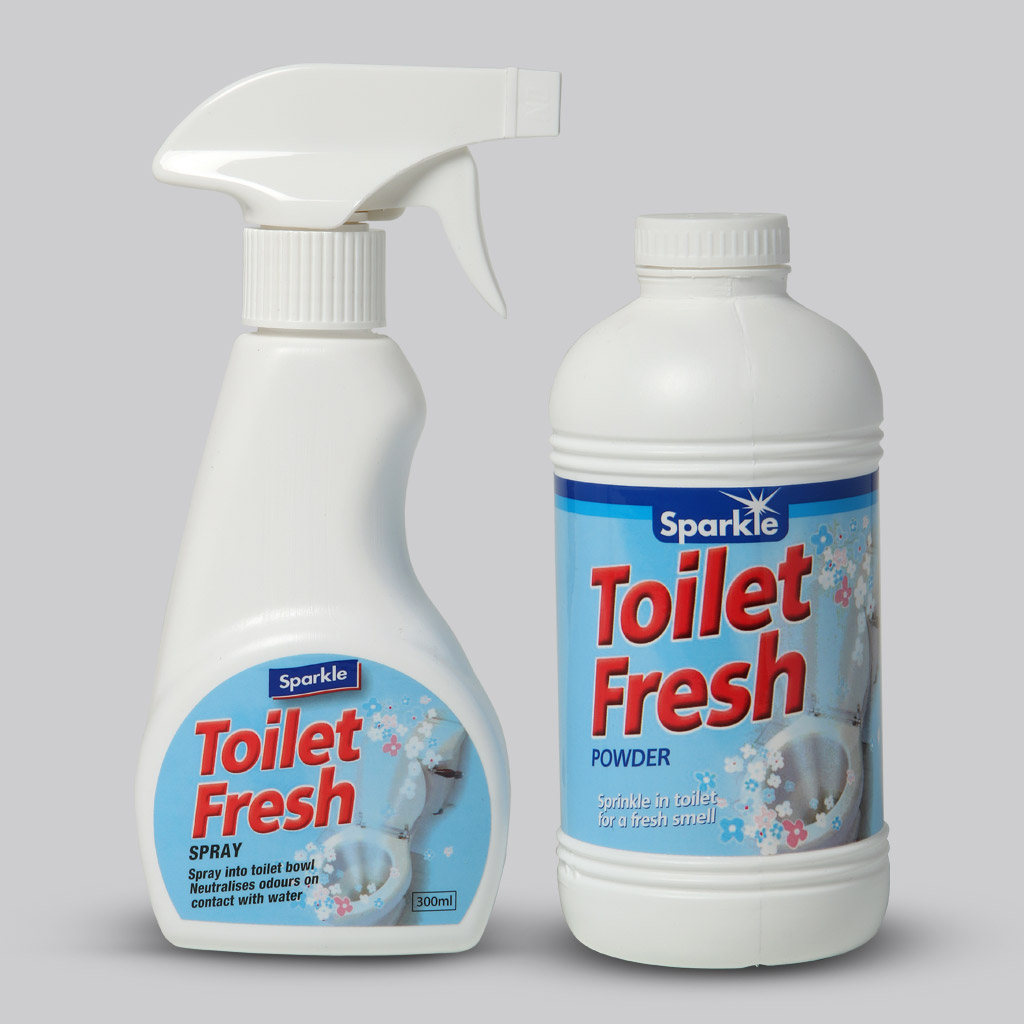 Sparkle
Toilet
Fresh
SPRAY
Spray into toilet bowl
Neutralises odours on
contact with water
300ml
Sparkle
Toilet
Fresh
POWDER
Sprinkle in toilet
for a fresh smell